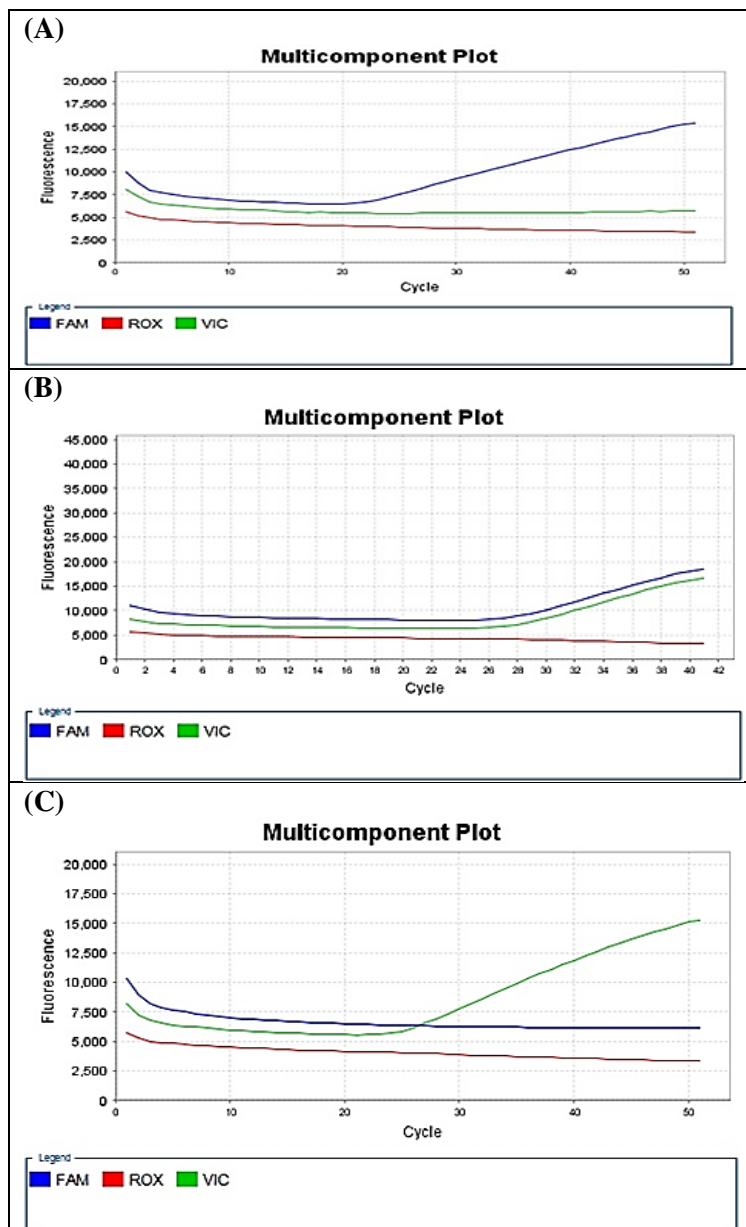 (A)
Multicomponent Plot
20,000
17,500
15,000
12,500
10,000
7,500
5,000
2,500
0
Fluorescence
0 10 20 30 40 50
Cycle
Legend
FAM ROX VIC
(B)
Multicomponent Plot
45,000
40,000
35,000
30,000
25,000
20,000
15,000
10,000
5,000
0
Fluorescence
0 2 4 6 8 10 12 14 16 18 20 22 24 26 28 30 32 34 36 38 40 42
Cycle
Legend
FAM ROX VIC
(C)
Multicomponent Plot
20,000
17,500
15,000
12,500
10,000
7,500
5,000
2,500
0
Fluorescence
0 10 20 30 40 50
Cycle
Legend
FAM ROX VIC